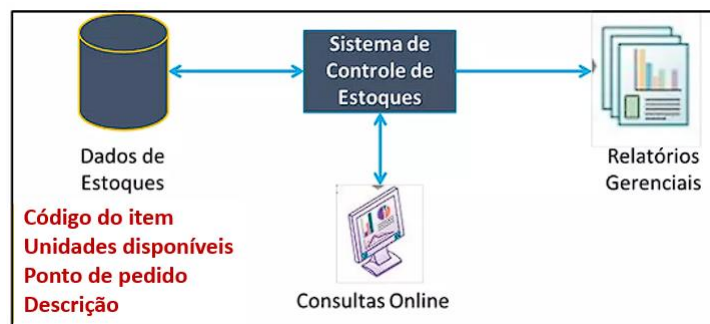 Sistema de
Controle de
Estoques
Dados de
Estoques
Relatórios
Gerenciais
Código do item
Unidades disponíveis
Ponto de pedido
Descrição
Consultas Online